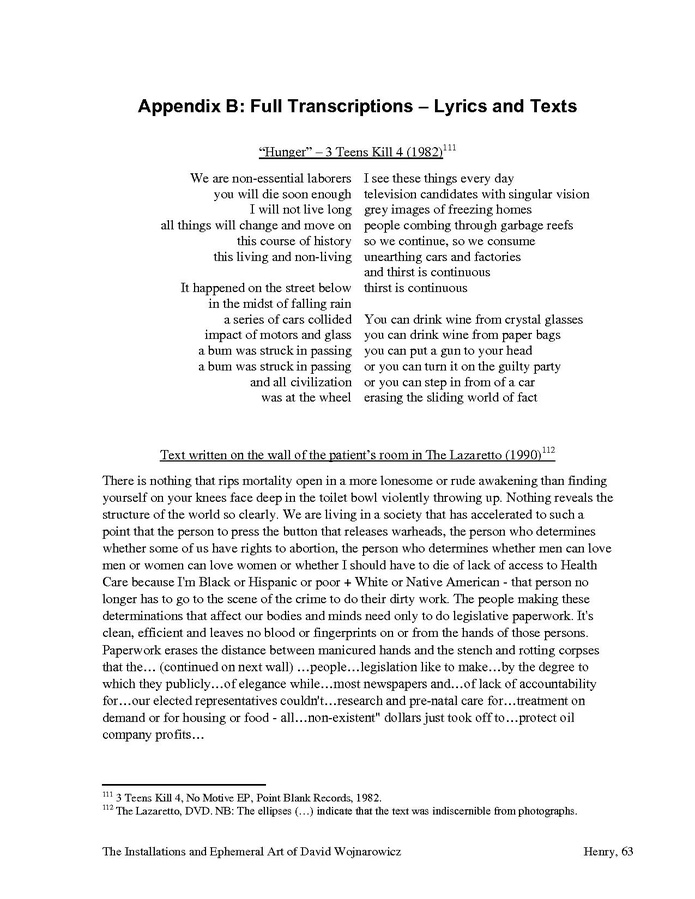 Appendix B: Full Transcriptions – Lyrics and Texts
“Hunger” – 3 Teens Kill 4 (1982)111
We are non-essential laborers
you will die soon enough
I will not live long
all things will change and move on
this course of history
this living and non-living
It happened on the street below
in the midst of falling rain
a series of cars collided
impact of motors and glass
a bum was struck in passing
a bum was struck in passing
and all civilization
was at the wheel
I see these things every day
television candidates with singular vision
grey images of freezing homes
people combing through garbage reefs
so we continue, so we consume
unearthing cars and factories
and thirst is continuous
thirst is continuous
You can drink wine from crystal glasses
you can drink wine from paper bags
you can put a gun to your head
or you can turn it on the guilty party
or you can step in from of a car
erasing the sliding world of fact
Text written on the wall of the patient’s room in The Lazaretto (1990)112
There is nothing that rips mortality open in a more lonesome or rude awakening than finding
yourself on your knees face deep in the toilet bowl violently throwing up. Nothing reveals the
structure of the world so clearly. We are living in a society that has accelerated to such a
point that the person to press the button that releases warheads, the person who determines
whether some of us have rights to abortion, the person who determines whether men can love
men or women can love women or whether I should have to die of lack of access to Health
Care because I'm Black or Hispanic or poor + White or Native American - that person no
longer has to go to the scene of the crime to do their dirty work. The people making these
determinations that affect our bodies and minds need only to do legislative paperwork. It's
clean, efficient and leaves no blood or fingerprints on or from the hands of those persons.
Paperwork erases the distance between manicured hands and the stench and rotting corpses
that the… (continued on next wall) …people…legislation like to make…by the degree to
which they publicly…of elegance while…most newspapers and…of lack of accountability
for…our elected representatives couldn't…research and pre-natal care for…treatment on
demand or for housing or food - all…non-existent" dollars just took off to…protect oil
company profits…
111 3 Teens Kill 4, No Motive EP, Point Blank Records, 1982.
112 The Lazaretto, DVD. NB: The ellipses (…) indicate that the text was indiscernible from photographs.
The Installations and Ephemeral Art of David Wojnarowicz Henry, 63